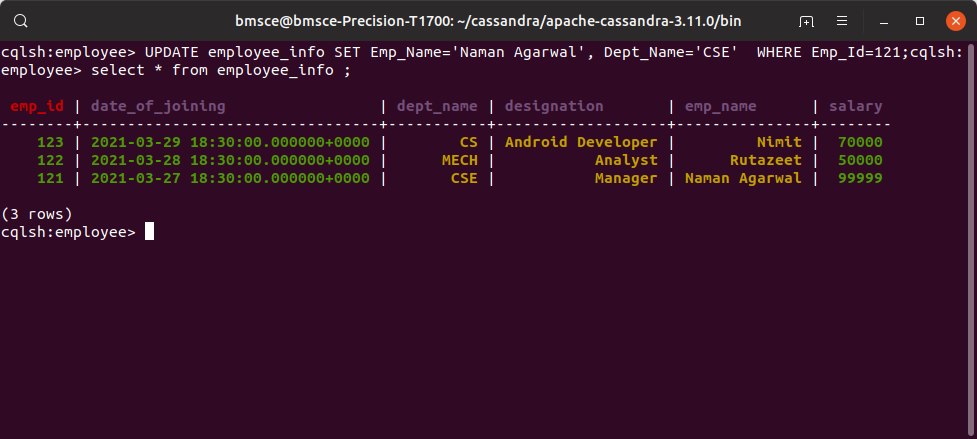 bmsce@bmsce-Precision-T1700: ~/cassandra/apache-cassandra-3.11.0/bin
cqlsh:employee> UPDATE employee_info SET Emp_Name='Naman Agarwal', Dept_Name='CSE'  WHERE Emp_Id=121;cqlsh:
employee> select * from employee_info ;
 emp_id | date_of_joining                 | dept_name | designation       | emp_name      | salary
--------+---------------------------------+-----------+-------------------+---------------+--------
    123 | 2021-03-29 18:30:00.000000+0000 |        CS | Android Developer |         Nimit |  70000
    122 | 2021-03-28 18:30:00.000000+0000 |      MECH |           Analyst |      Rutazeet |  50000
    121 | 2021-03-27 18:30:00.000000+0000 |       CSE |           Manager | Naman Agarwal |  99999
(3 rows)
cqlsh:employee>